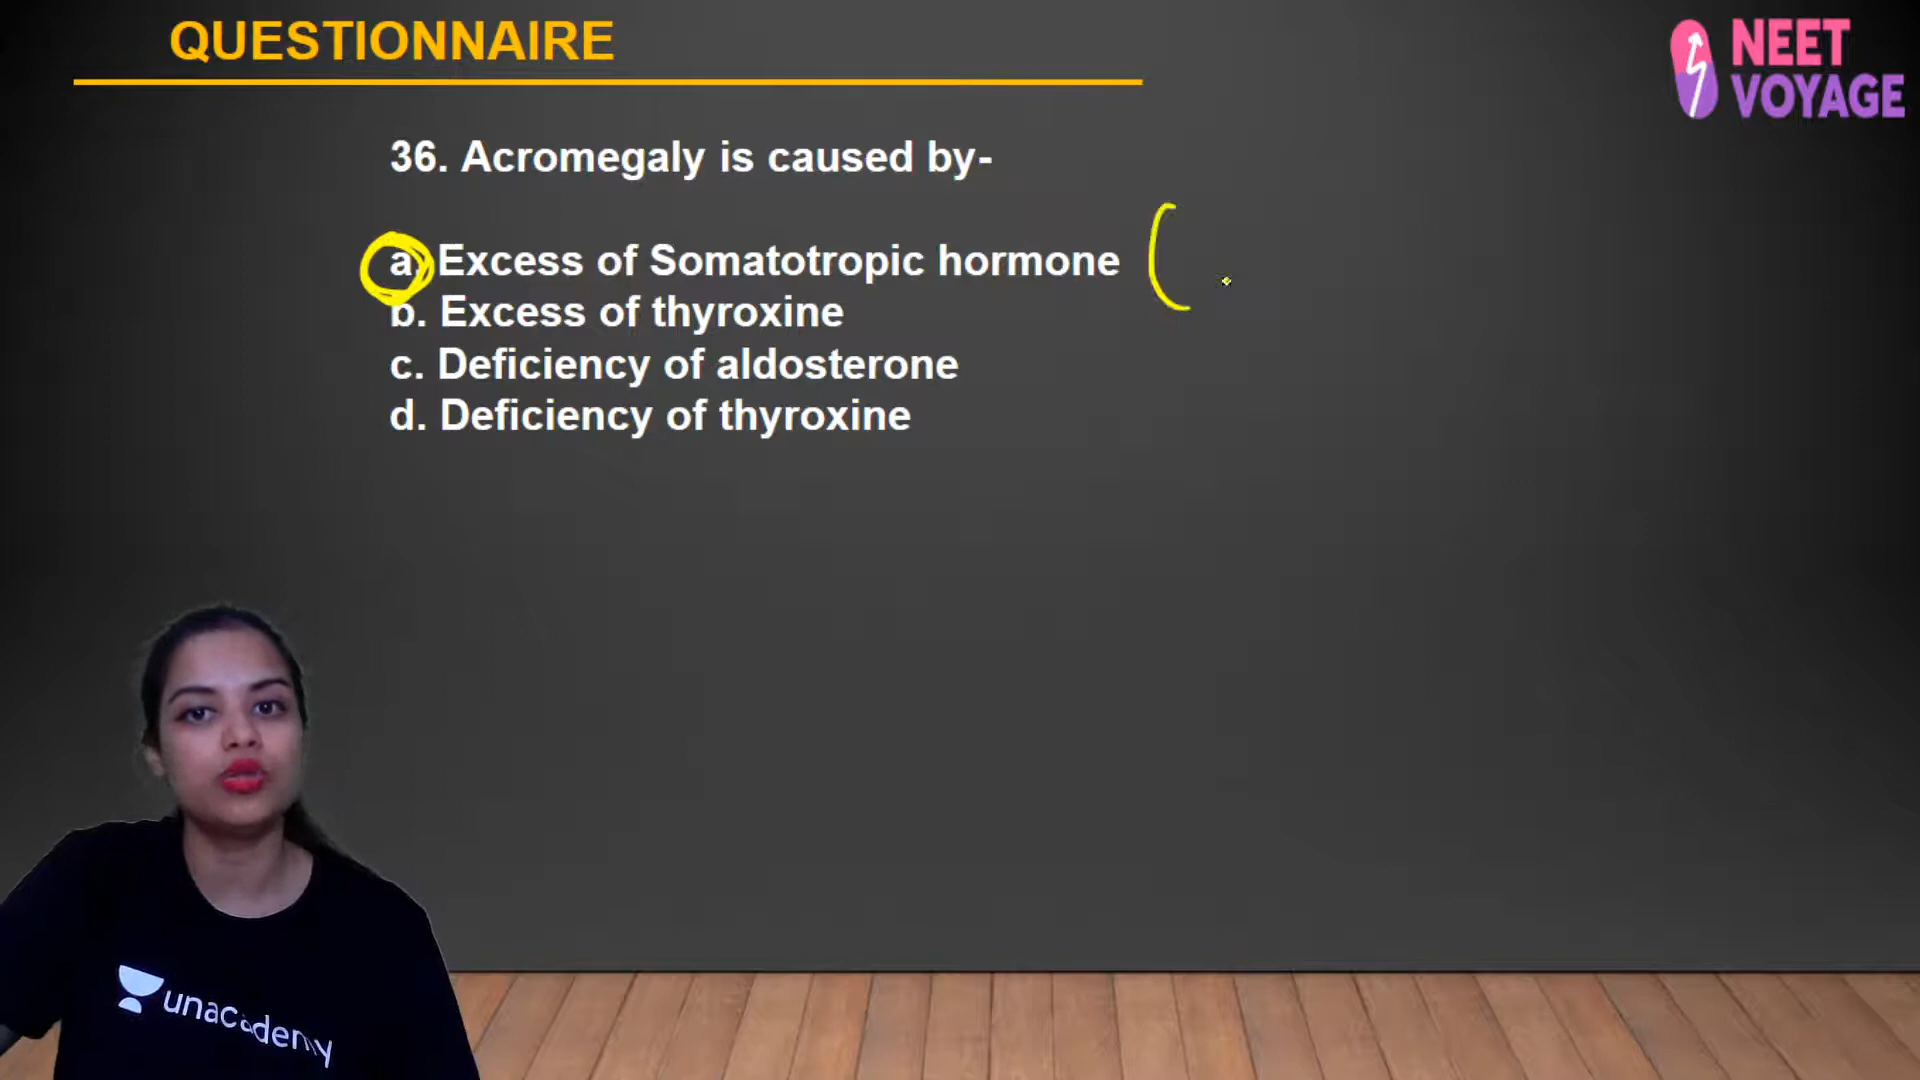 QUESTIONNAIRE
NEET
VOYAGE
36. Acromegaly is caused by-
a. Excess of Somatotropic hormone (
b. Excess of thyroxine
c. Deficiency of aldosterone
d. Deficiency of thyroxine
unacademy